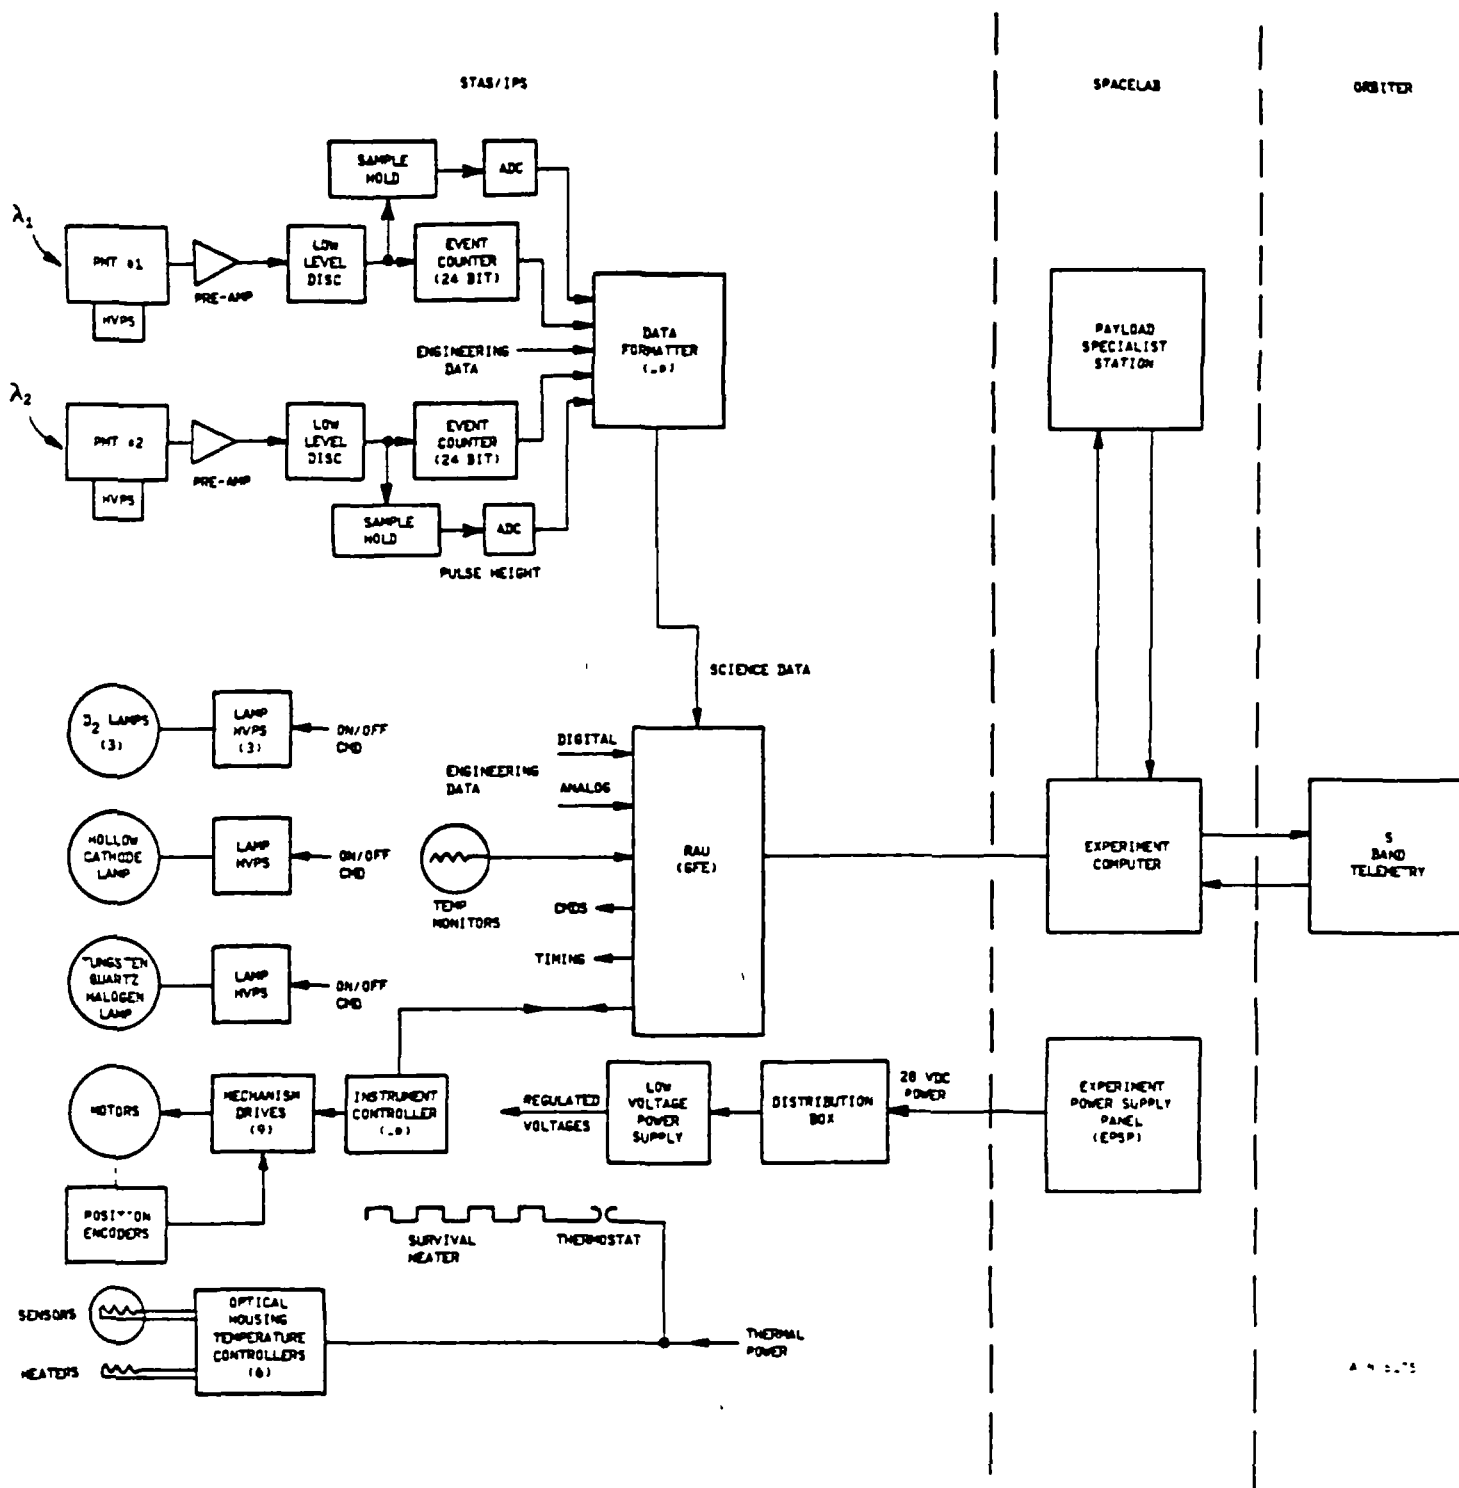 STAS/IPS
SPACELAB
ORBITER
SAMPLE
HOLD
ADC
λ1
PMT #1
HVPS
PRE-AMP
LOW
LEVEL
DISC
EVENT
COUNTER
(24 BIT)
ENGINEERING
DATA
DATA
FORMATTER
PAYLOAD
SPECIALIST
STATION
λ2
PMT #2
HVPS
PRE-AMP
LOW
LEVEL
DISC
EVENT
COUNTER
(24 BIT)
SAMPLE
HOLD
ADC
PULSE HEIGHT
SCIENCE DATA
D2 LAMPS
(3)
LAMP
HVPS
(3)
ON/OFF
CMD
HOLLOW
CATHODE
LAMP
LAMP
HVPS
ON/OFF
CMD
TUNGSTEN
QUARTZ
HALOGEN
LAMP
LAMP
HVPS
ON/OFF
CMD
ENGINEERING
DATA
DIGITAL
ANALOG
TEMP
MONITORS
CMDS
TIMING
RAU
(GFE)
EXPERIMENT
COMPUTER
S
BAND
TELEMETRY
MOTORS
MECHANISM
DRIVES
(9)
INSTRUMENT
CONTROLLER
REGULATED
VOLTAGES
LOW
VOLTAGE
POWER
SUPPLY
DISTRIBUTION
BOX
28 VDC
POWER
EXPERIMENT
POWER SUPPLY
PANEL
(EPSP)
POSITION
ENCODERS
SURVIVAL
HEATER
THERMOSTAT
SENSORS
HEATERS
OPTICAL
HOUSING
TEMPERATURE
CONTROLLERS
(6)
THERMAL
POWER